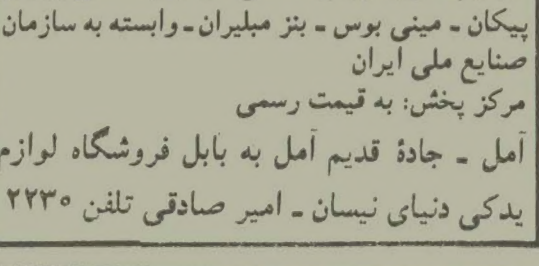 پیکان ـ مینی بوس ـ بنز مبلیران ـ وابسته به سازمان
صنایع ملی ایران
مرکز پخش: به قیمت رسمی
آمل ـ جادۀ قدیم آمل به بابل فروشگاه لوازم
یدکی دنیای نیسان ـ امیر صادقی تلفن ۲۲۳۰